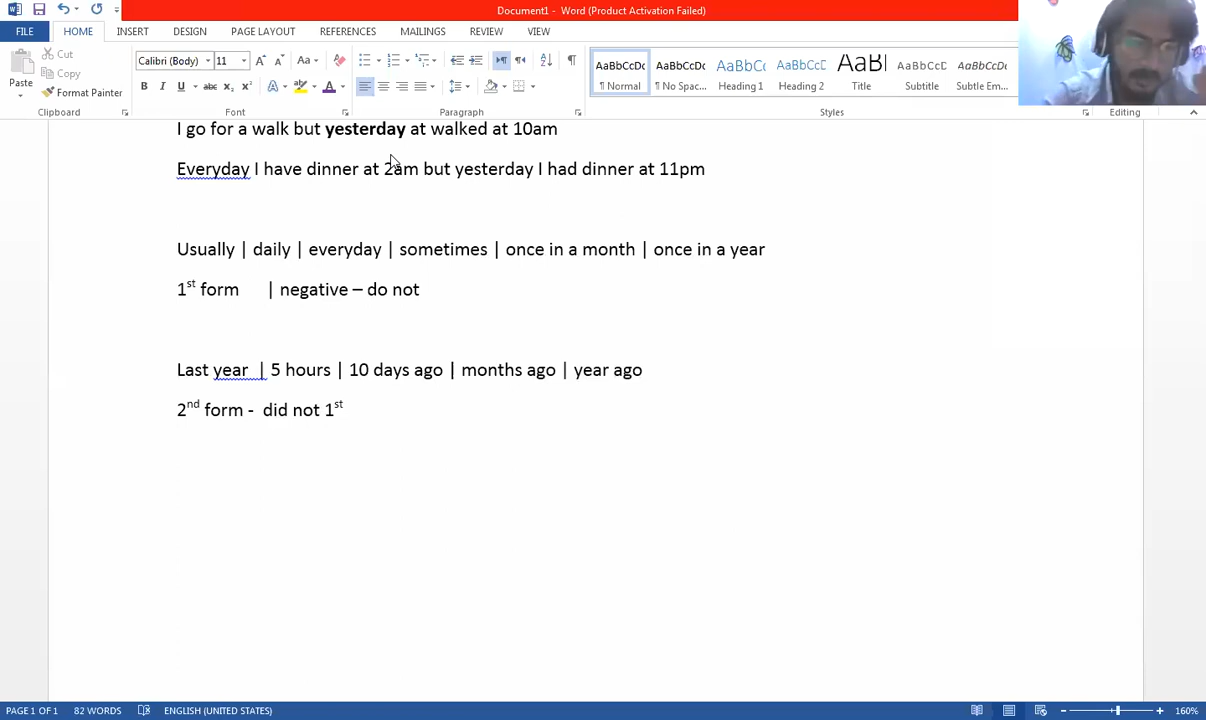 Document1 - Word (Product Activation Failed)
FILE HOME INSERT DESIGN PAGE LAYOUT REFERENCES MAILINGS REVIEW VIEW
Cut
Copy
Paste
Format Painter
Calibri (Body) 11
AaBbCcDc AaBbCcDc AaBbCc AaBbCcD AaBl AaBbCcD AaBbCcDc
¶ Normal ¶ No Spac... Heading 1 Heading 2 Title Subtitle Subtle Em...
Clipboard Font Paragraph Styles Editing
I go for a walk but yesterday at walked at 10am
Everyday I have dinner at 2am but yesterday I had dinner at 11pm
Usually | daily | everyday | sometimes | once in a month | once in a year
1st form | negative – do not
Last year | 5 hours | 10 days ago | months ago | year ago
2nd form - did not 1st
PAGE 1 OF 1 82 WORDS ENGLISH (UNITED STATES) 160%